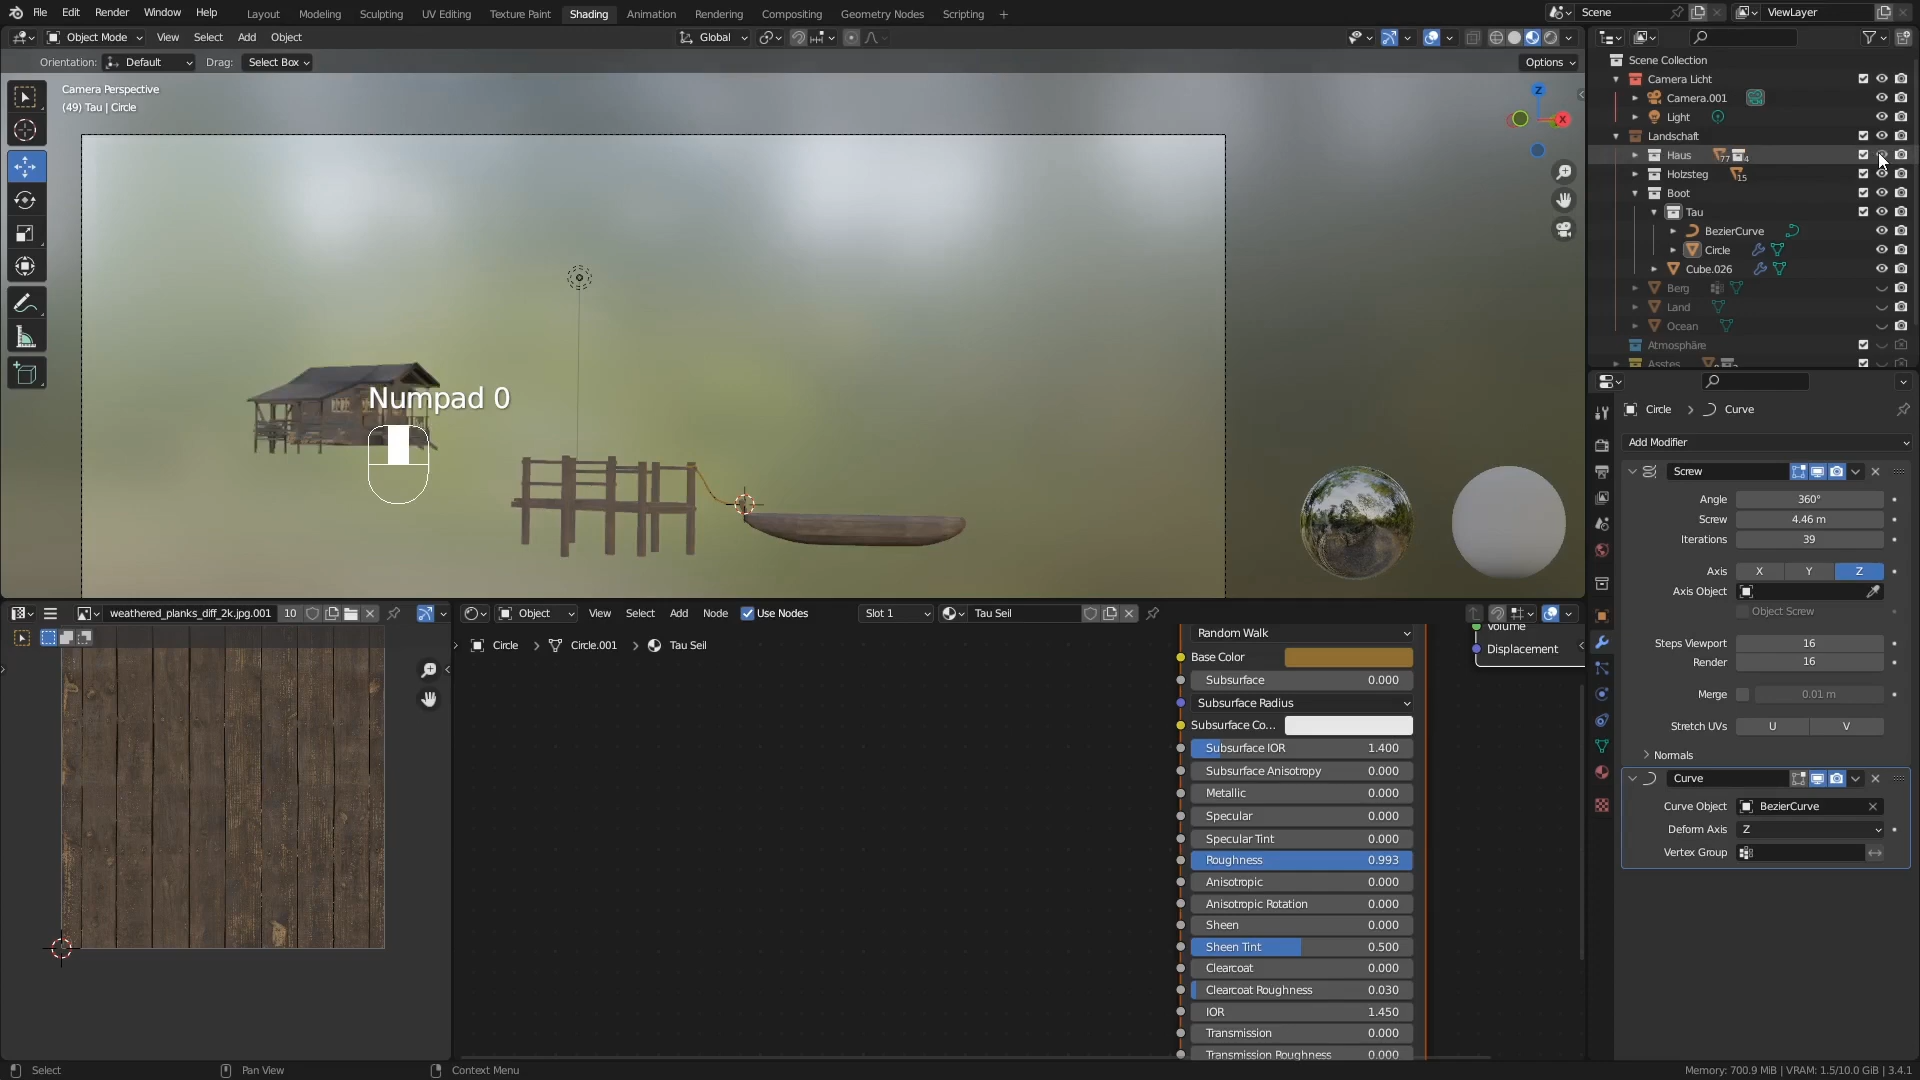 File Edit Render Window Help Layout Modeling Sculpting UV Editing Texture Paint Shading Animation Rendering Compositing Geometry Nodes Scripting + Scene ViewLayer
Object Mode View Select Add Object Global
Orientation: Default Drag: Select Box Options
Camera Perspective
(49) Tau | Circle
Z
X
Numpad 0
Scene Collection
Camera Licht
Camera.001
Light
Landschaft
Haus 77 4
Holzsteg 15
Boot
Tau
BezierCurve
Circle
Cube.026
Berg
Land
Ocean
Atmosphäre
Circle Curve
Add Modifier
Screw
Angle 360°
Screw 4.46 m
Iterations 39
Axis X Y Z
Axis Object
Object Screw
Steps Viewport 16
Render 16
Merge 0.01 m
Stretch UVs U V
Normals
Curve
Curve Object BezierCurve
Deform Axis Z
Vertex Group
weathered_planks_diff_2k.jpg.001 10
Object View Select Add Node Use Nodes Slot 1 Tau Seil
Circle Circle.001 Tau Seil
Volume
Displacement
Random Walk
Base Color
Subsurface 0.000
Subsurface Radius
Subsurface Co...
Subsurface IOR 1.400
Subsurface Anisotropy 0.000
Metallic 0.000
Specular 0.000
Specular Tint 0.000
Roughness 0.993
Anisotropic 0.000
Anisotropic Rotation 0.000
Sheen 0.000
Sheen Tint 0.500
Clearcoat 0.000
Clearcoat Roughness 0.030
IOR 1.450
Transmission 0.000
Transmission Roughness 0.000
Select Pan View Context Menu Memory: 700.9 MiB | VRAM: 1.5/10.0 GiB | 3.4.1